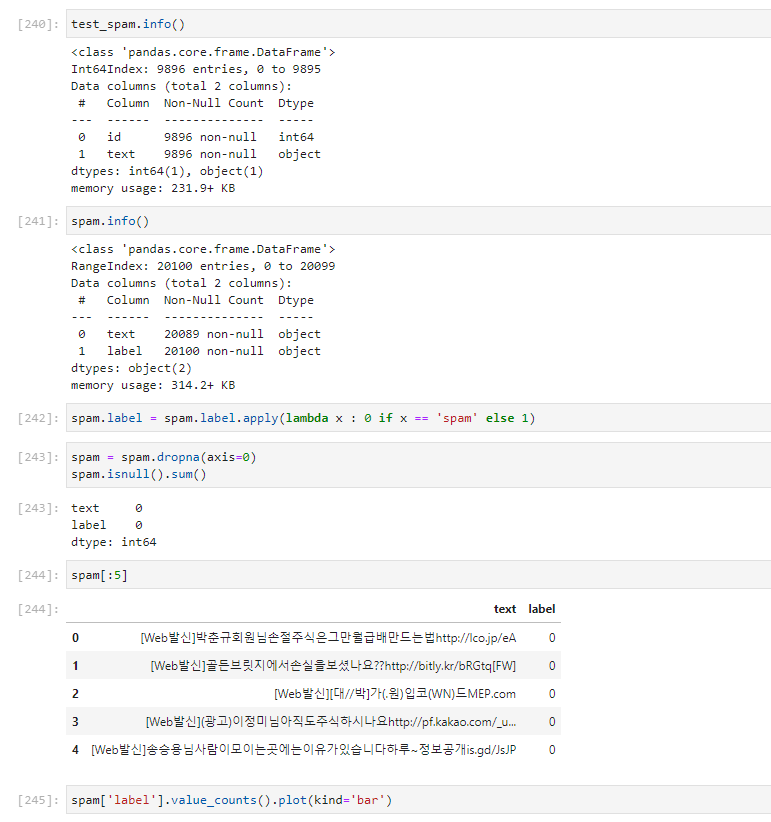 [240]: test_spam.info()
<class 'pandas.core.frame.DataFrame'>
Int64Index: 9896 entries, 0 to 9895
Data columns (total 2 columns):
 #   Column  Non-Null Count  Dtype
---  ------  --------------  -----
 0   id      9896 non-null   int64
 1   text    9896 non-null   object
dtypes: int64(1), object(1)
memory usage: 231.9+ KB
[241]: spam.info()
<class 'pandas.core.frame.DataFrame'>
RangeIndex: 20100 entries, 0 to 20099
Data columns (total 2 columns):
 #   Column  Non-Null Count  Dtype
---  ------  --------------  -----
 0   text    20089 non-null  object
 1   label   20100 non-null  object
dtypes: object(2)
memory usage: 314.2+ KB
[242]: spam.label = spam.label.apply(lambda x : 0 if x == 'spam' else 1)
[243]: spam = spam.dropna(axis=0)
spam.isnull().sum()
[243]: text     0
label    0
dtype: int64
[244]: spam[:5]
[244]: text label
0 [Web발신]박춘규회원님손절주식은그만월급배만드는법http://lco.jp/eA 0
1 [Web발신]골든브릿지에서손실을보셨나요??http://bitly.kr/bRGtq[FW] 0
2 [Web발신][대//박]가(.원)입코(WN)드MEP.com 0
3 [Web발신](광고)이정미님아직도주식하시나요http://pf.kakao.com/_u... 0
4 [Web발신]송승용님사람이모이는곳에는이유가있습니다하루~정보공개is.gd/JsJP 0
[245]: spam['label'].value_counts().plot(kind='bar')